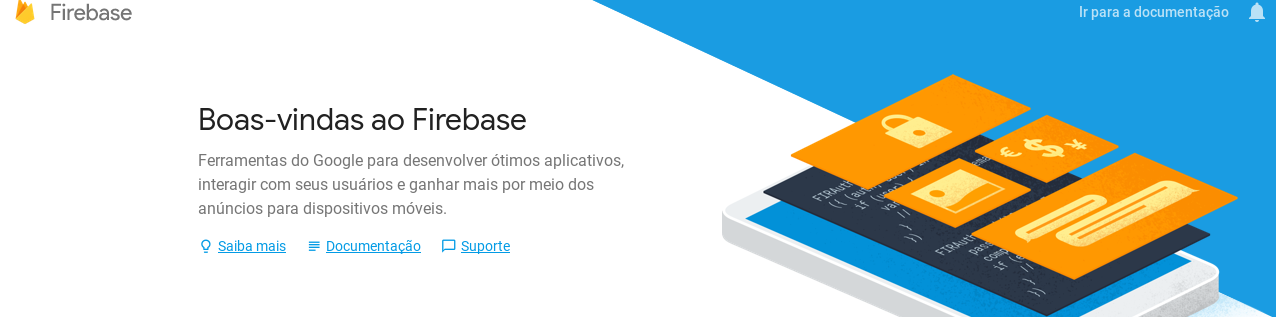 Firebase
Ir para a documentação
Boas-vindas ao Firebase
Ferramentas do Google para desenvolver ótimos aplicativos,
interagir com seus usuários e ganhar mais por meio dos
anúncios para dispositivos móveis.
Saiba mais
Documentação
Suporte
€ $ ¥